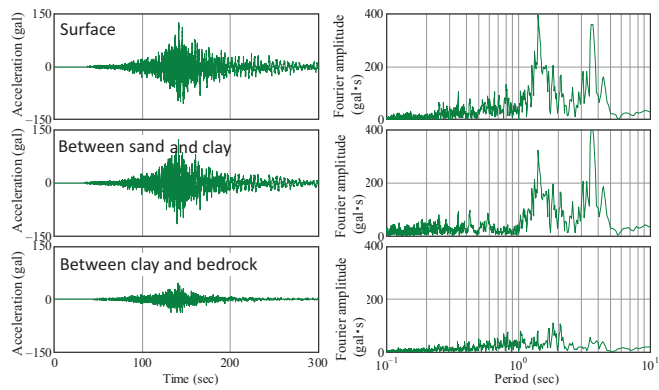 Acceleration (gal)
150
0
−150
Surface
Fourier amplitude
(gal•s)
400
200
0
Acceleration (gal)
150
0
−150
Between sand and clay
Fourier amplitude
(gal•s)
400
200
0
Acceleration (gal)
150
0
−150
Between clay and bedrock
0 100 200 300
Time (sec)
Fourier amplitude
(gal•s)
400
200
0
10−1 100 101
Period (sec)